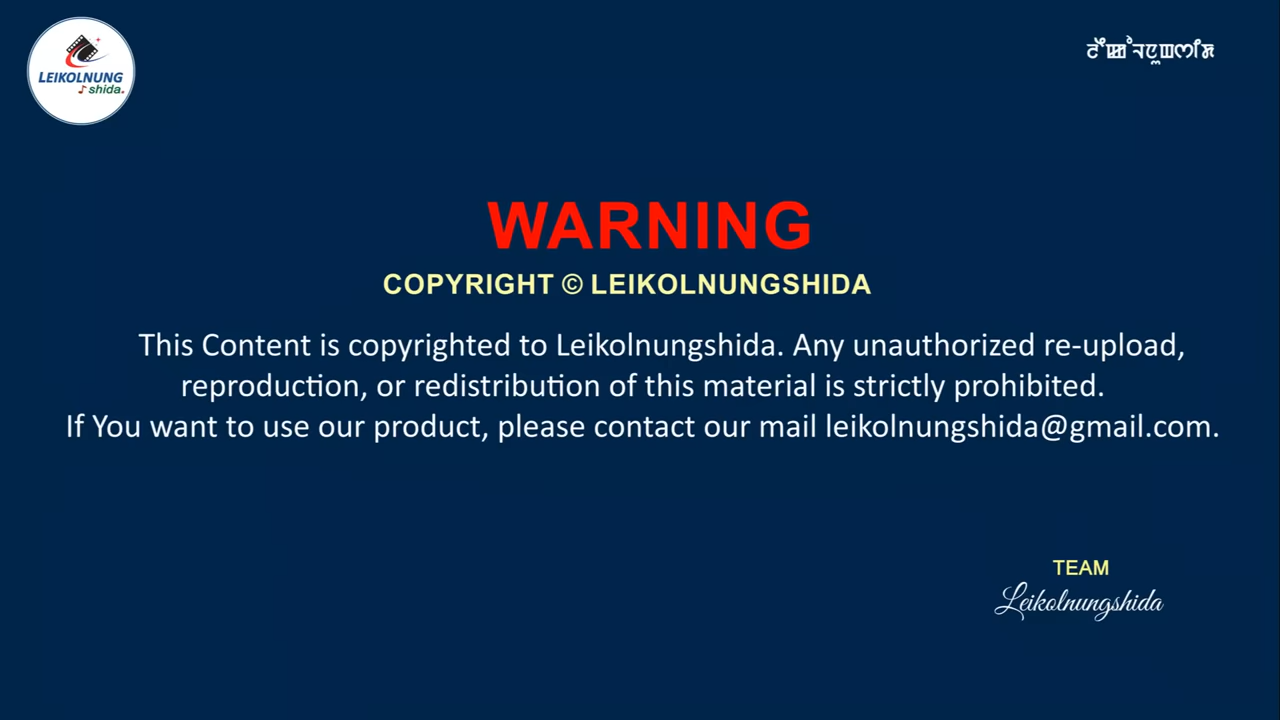 LEIKOLNUNG
shida.
WARNING
COPYRIGHT © LEIKOLNUNGSHIDA
This Content is copyrighted to Leikolnungshida. Any unauthorized re-upload,
reproduction, or redistribution of this material is strictly prohibited.
If You want to use our product, please contact our mail leikolnungshida@gmail.com.
TEAM
Leikolnungshida